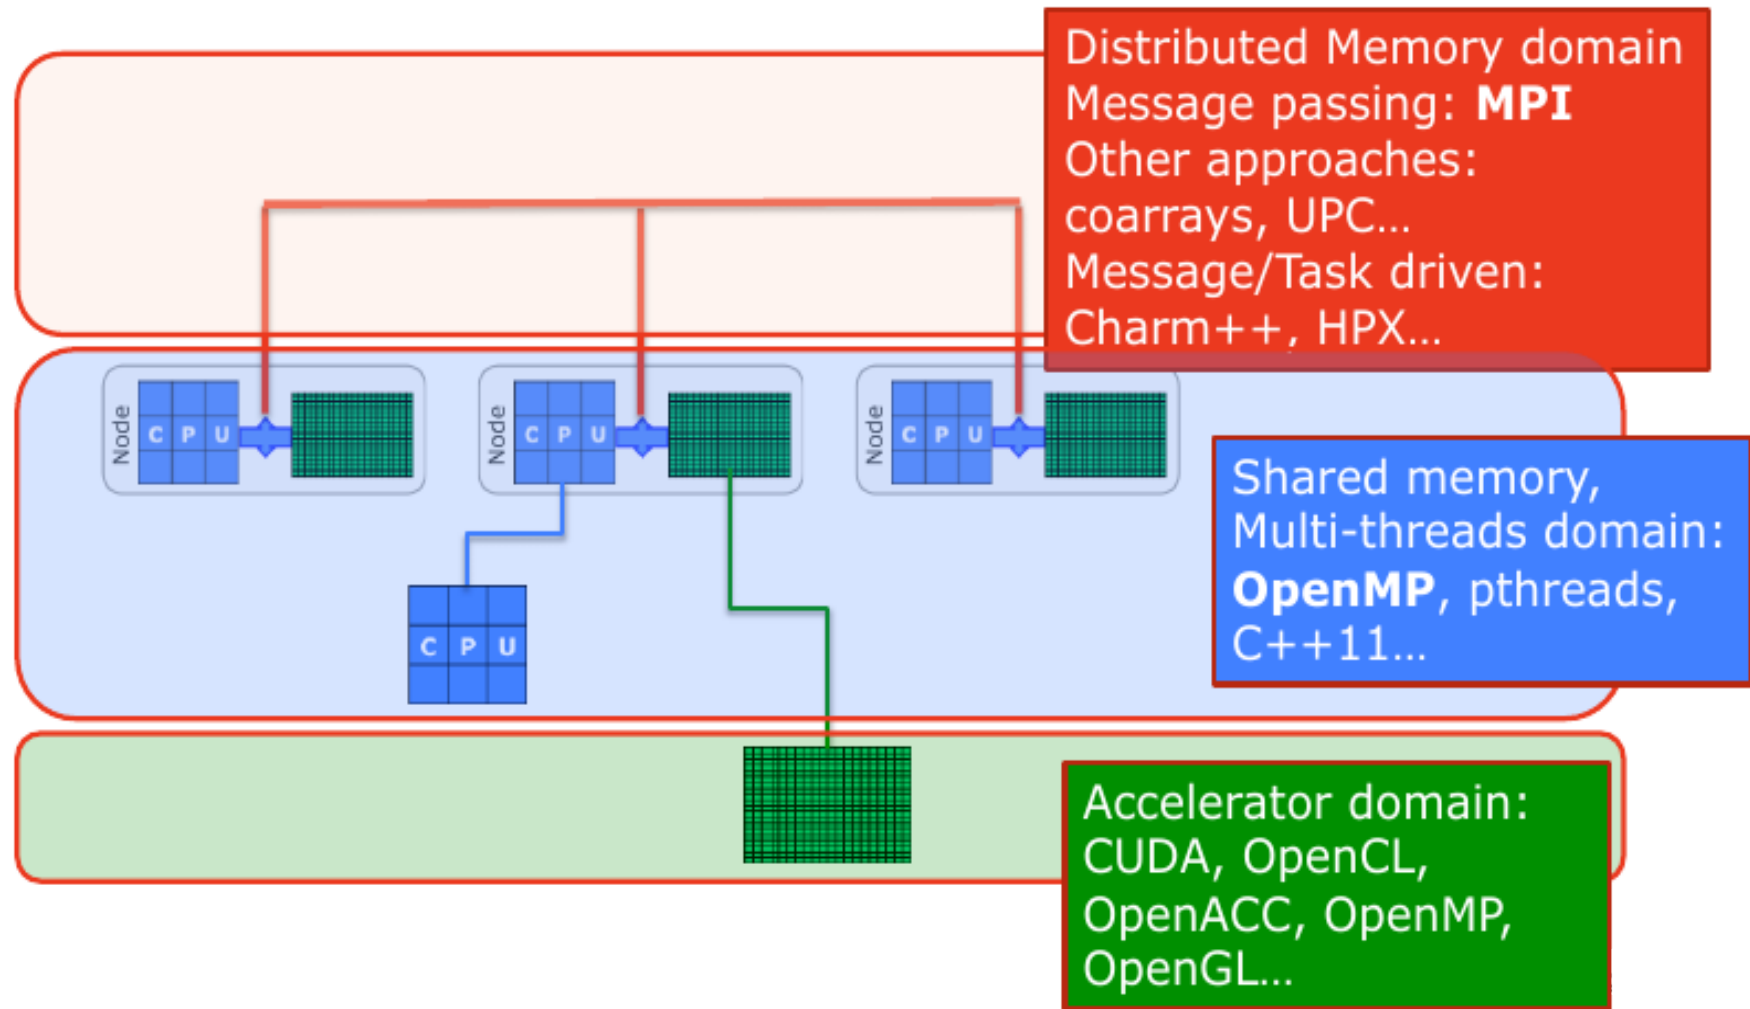 Distributed Memory domain
Message passing: MPI
Other approaches:
coarrays, UPC...
Message/Task driven:
Charm++, HPX...
Node
C P U
Node
C P U
Node
C P U
Shared memory,
Multi-threads domain:
OpenMP, pthreads,
C++11...
C P U
Accelerator domain:
CUDA, OpenCL,
OpenACC, OpenMP,
OpenGL...